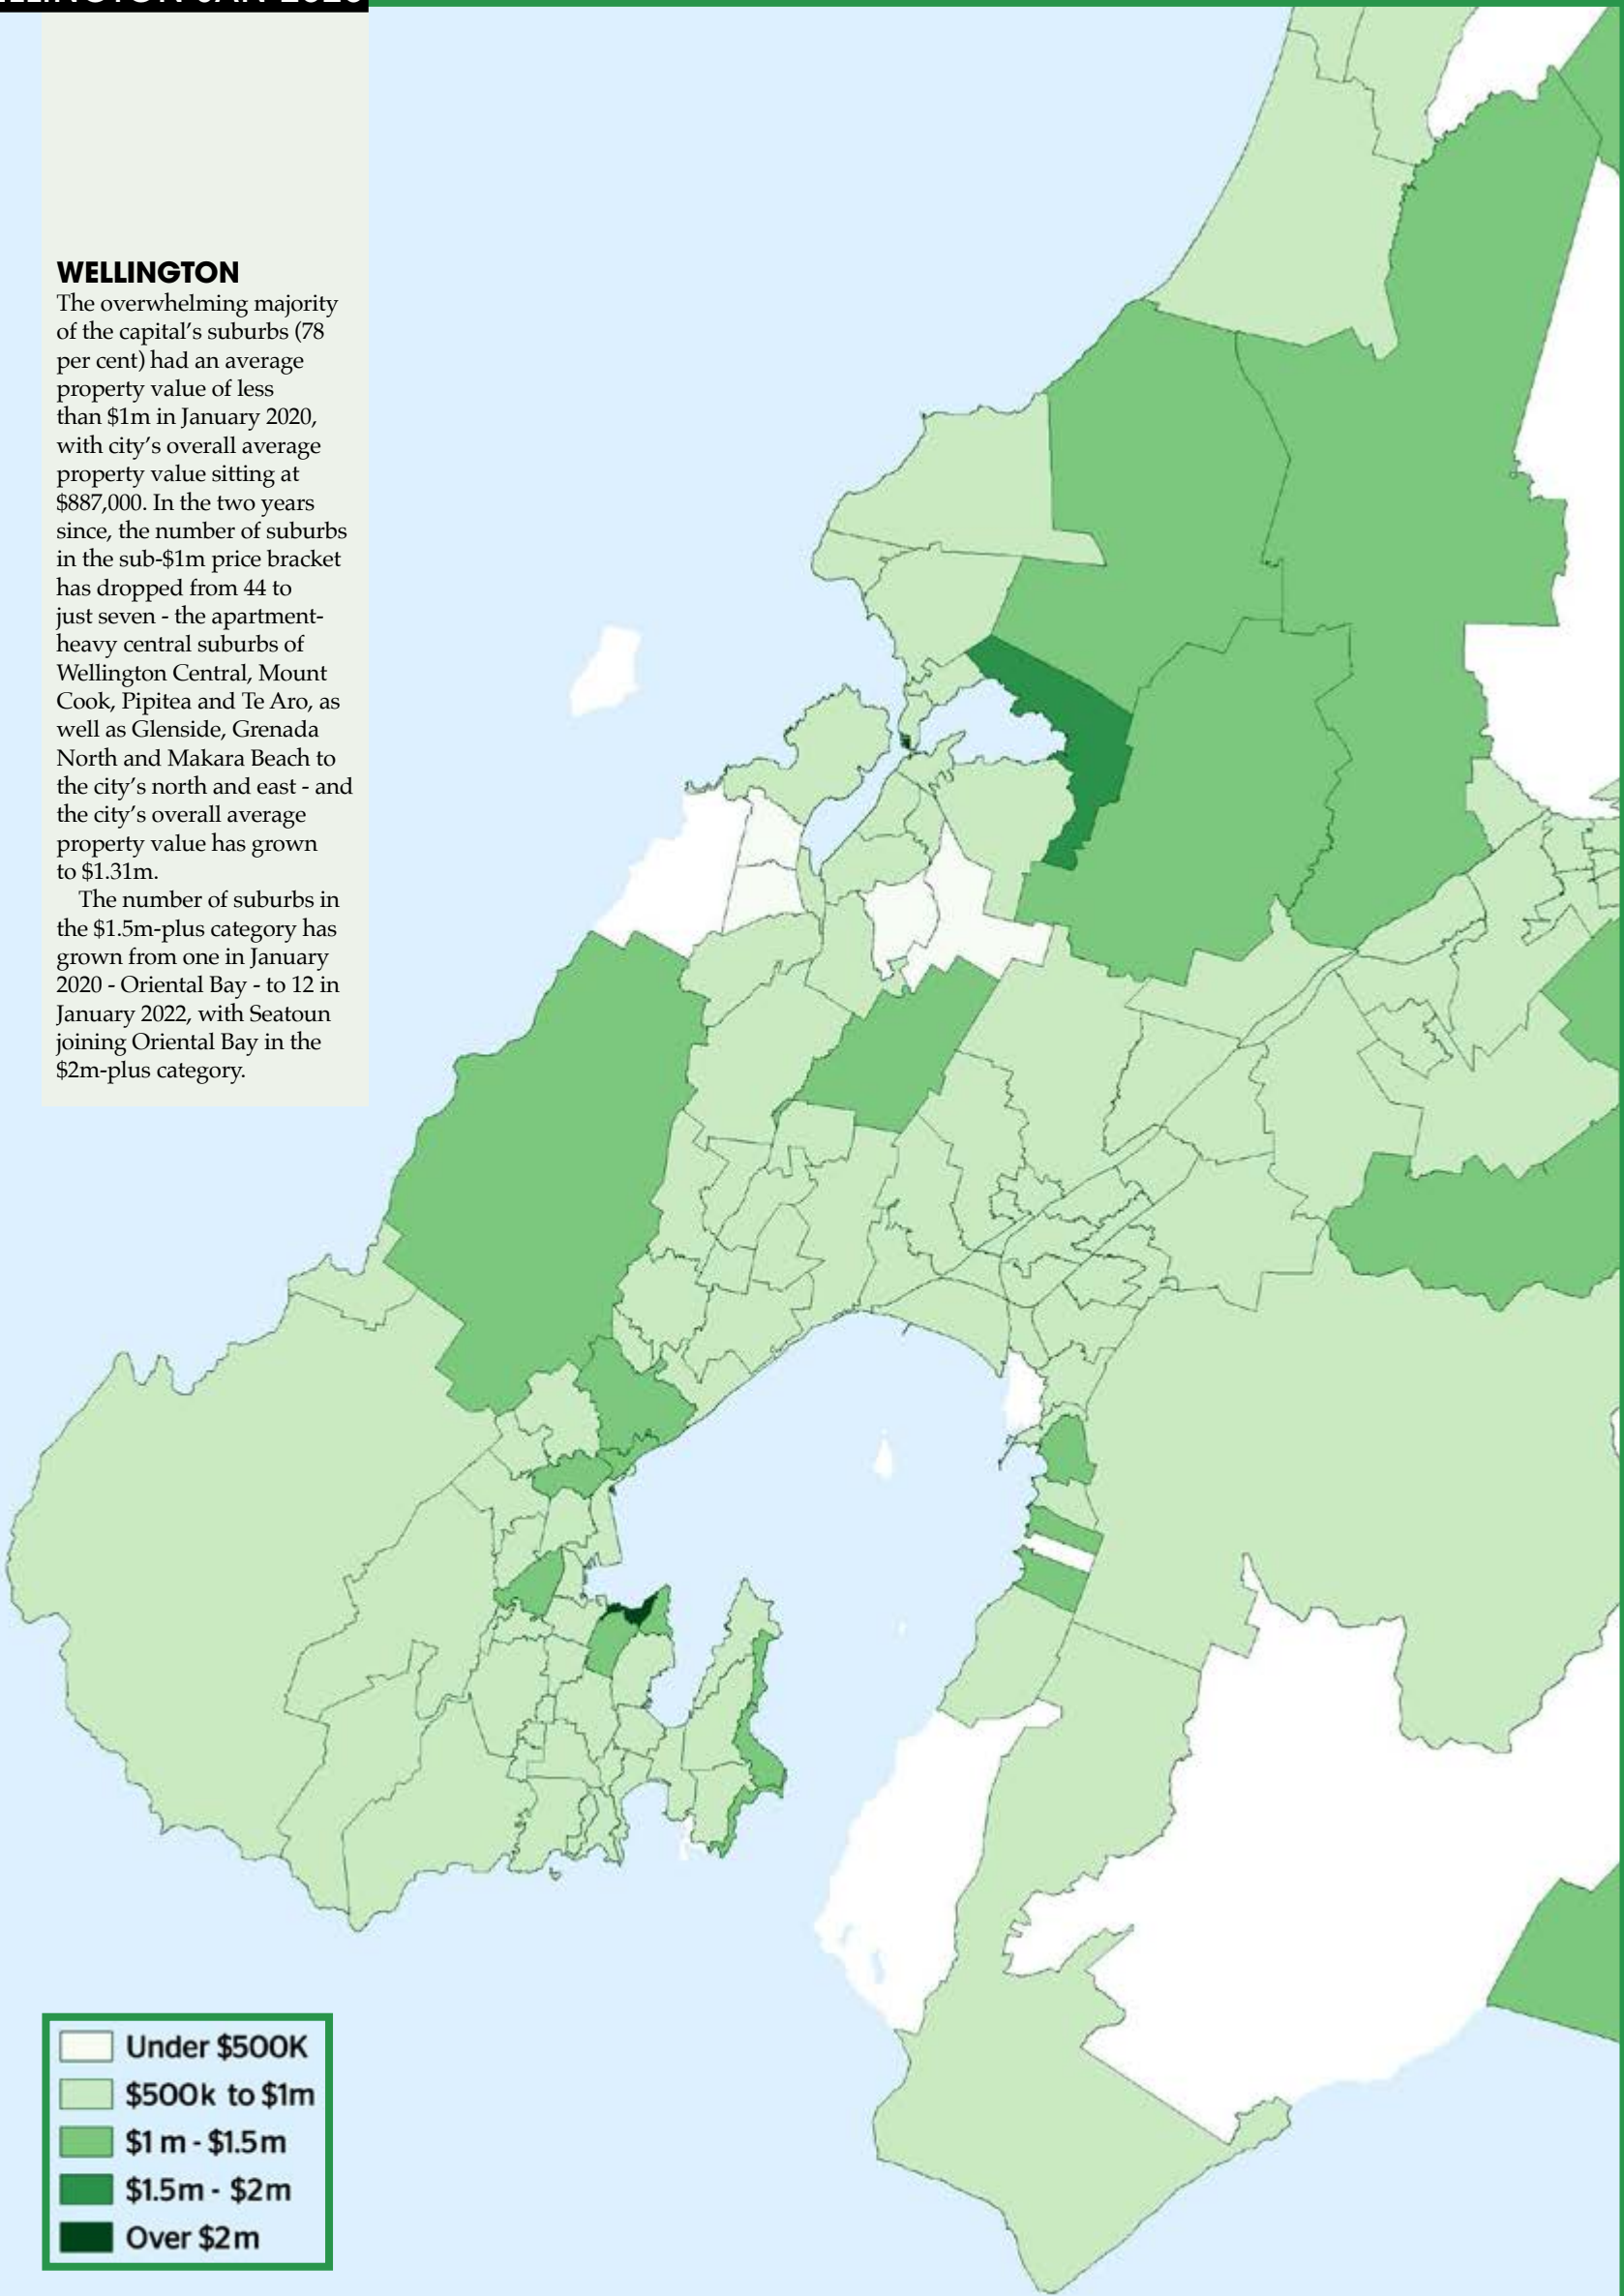 WELLINGTON
The overwhelming majority
of the capital's suburbs (78
per cent) had an average
property value of less
than $1m in January 2020,
with city's overall average
property value sitting at
$887,000. In the two years
since, the number of suburbs
in the sub-$1m price bracket
has dropped from 44 to
just seven - the apartment-
heavy central suburbs of
Wellington Central, Mount
Cook, Pipitea and Te Aro, as
well as Glenside, Grenada
North and Makara Beach to
the city's north and east - and
the city's overall average
property value has grown
to $1.31m.
The number of suburbs in
the $1.5m-plus category has
grown from one in January
2020 - Oriental Bay - to 12 in
January 2022, with Seatoun
joining Oriental Bay in the
$2m-plus category.
Under $500K
$500k to $1m
$1 m - $1.5m
$1.5m - $2m
Over $2m